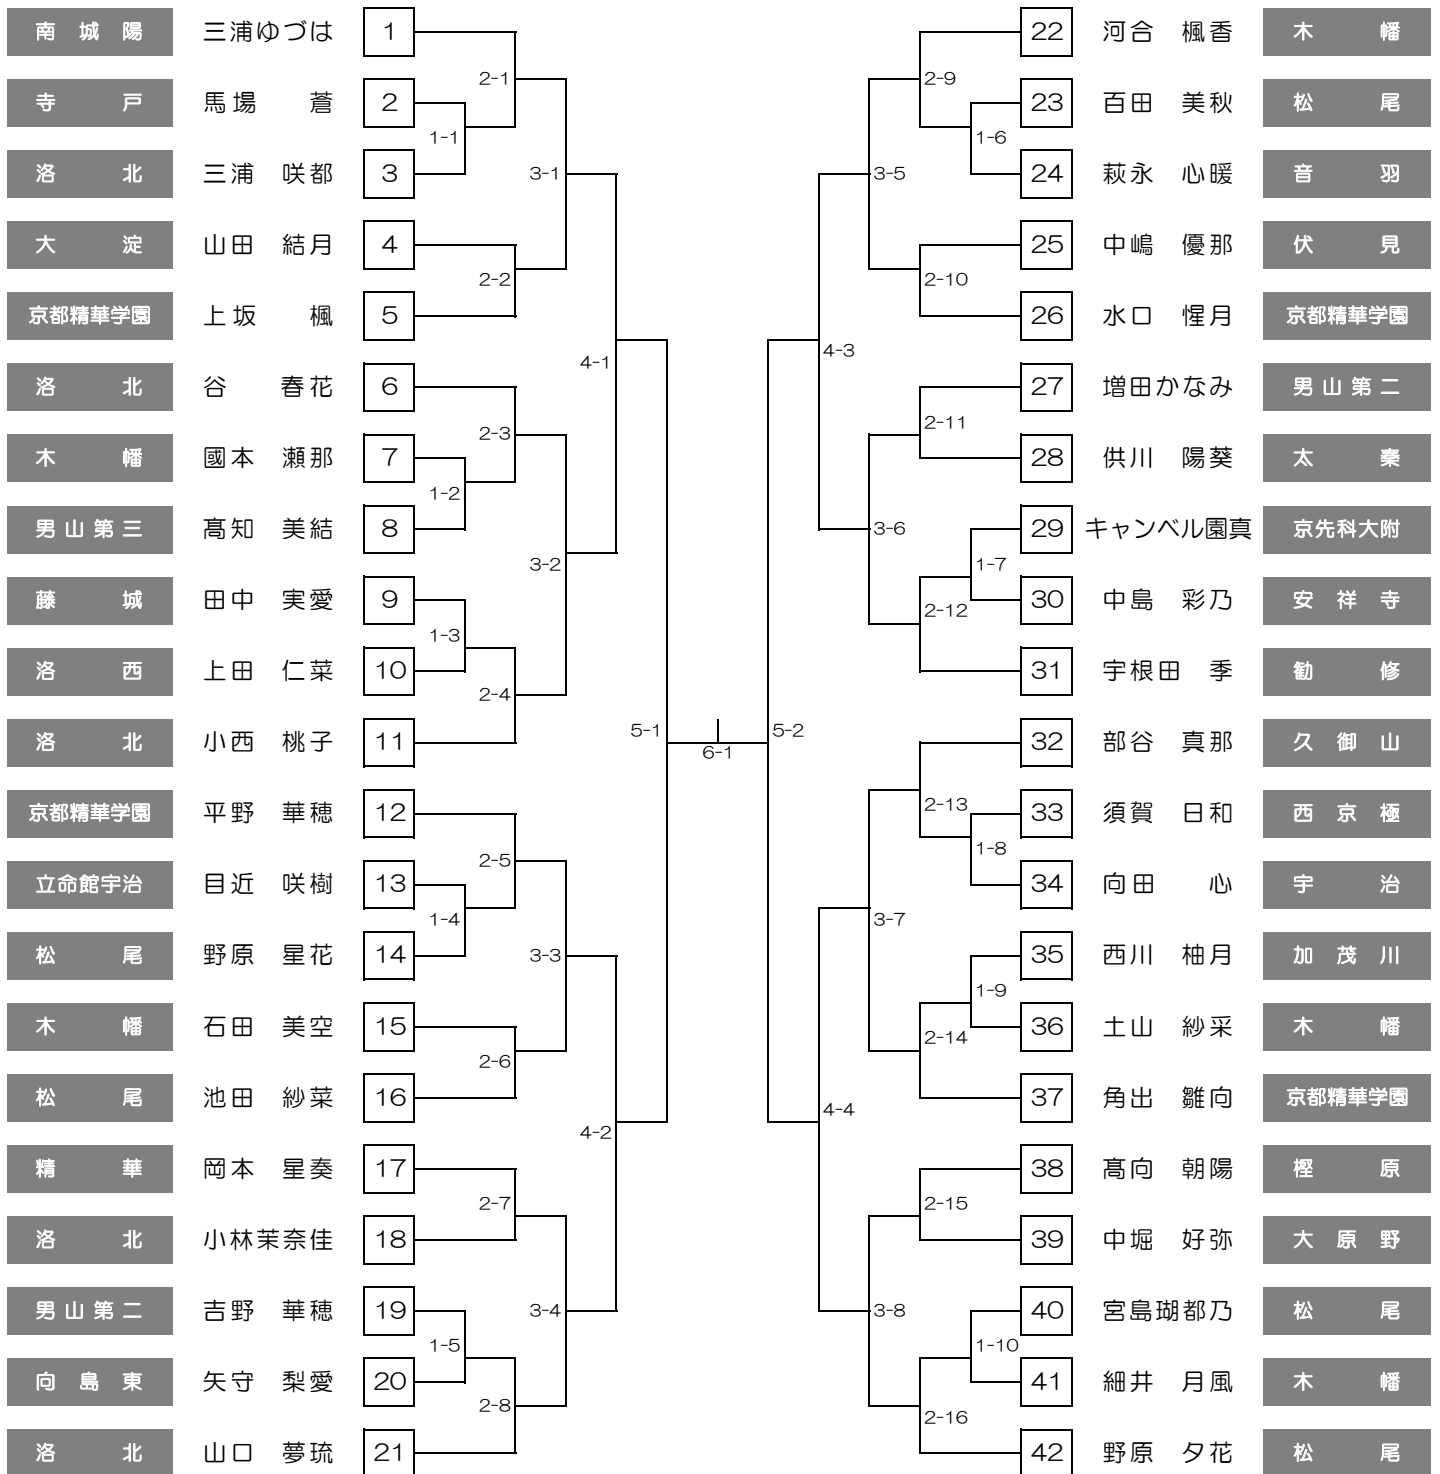 南城陽 三浦ゆづは 1
2-1
寺戸 馬場 蒼 2
1-1
洛北 三浦 咲都 3
3-1
大淀 山田 結月 4
2-2
京都精華学園 上坂 楓 5
4-1
洛北 谷 春花 6
2-3
木幡 國本 瀬那 7
1-2
男山第三 髙知 美結 8
3-2
藤城 田中 実愛 9
1-3
洛西 上田 仁菜 10
2-4
洛北 小西 桃子 11
5-1
京都精華学園 平野 華穂 12
2-5
立命館宇治 目近 咲樹 13
1-4
松尾 野原 星花 14
3-3
木幡 石田 美空 15
2-6
松尾 池田 紗菜 16
4-2
精華 岡本 星奏 17
2-7
洛北 小林茉奈佳 18
男山第二 吉野 華穂 19
3-4
1-5
向島東 矢守 梨愛 20
2-8
洛北 山口 夢琉 21
6-1
22 河合 楓香 木幡
2-9
23 百田 美秋 松尾
1-6
24 萩永 心暖 音羽
3-5
25 中嶋 優那 伏見
2-10
26 水口 惺月 京都精華学園
4-3
27 増田かなみ 男山第二
2-11
28 供川 陽葵 太秦
3-6
29 キャンベル園真 京先科大附
1-7
30 中島 彩乃 安祥寺
2-12
31 宇根田 季 勧修
5-2
32 部谷 真那 久御山
2-13
33 須賀 日和 西京極
1-8
34 向田 心 宇治
3-7
35 西川 柚月 加茂川
1-9
36 土山 紗采 木幡
2-14
37 角出 雛向 京都精華学園
4-4
38 髙向 朝陽 樫原
2-15
39 中堀 好弥 大原野
3-8
40 宮島瑚都乃 松尾
1-10
41 細井 月風 木幡
2-16
42 野原 夕花 松尾